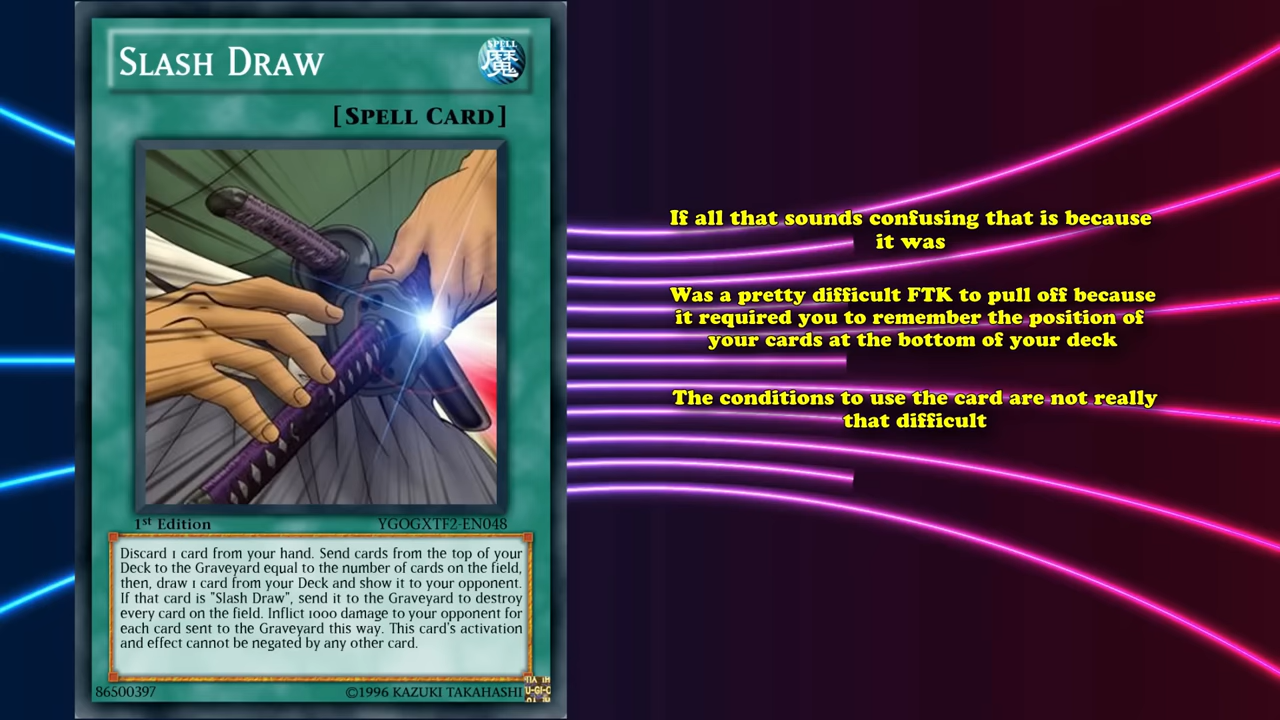 SLASH DRAW
SPELL
魔
[SPELL CARD]
1st Edition
YGOGXTF2-EN048
Discard 1 card from your hand. Send cards from the top of your
Deck to the Graveyard equal to the number of cards on the field,
then, draw 1 card from your Deck and show it to your opponent.
If that card is "Slash Draw", send it to the Graveyard to destroy
every card on the field. Inflict 1000 damage to your opponent for
each card sent to the Graveyard this way. This card's activation
and effect cannot be negated by any other card.
86500397
©1996 KAZUKI TAKAHASHI
If all that sounds confusing that is because
it was
Was a pretty difficult FTK to pull off because
it required you to remember the position of
your cards at the bottom of your deck
The conditions to use the card are not really
that difficult